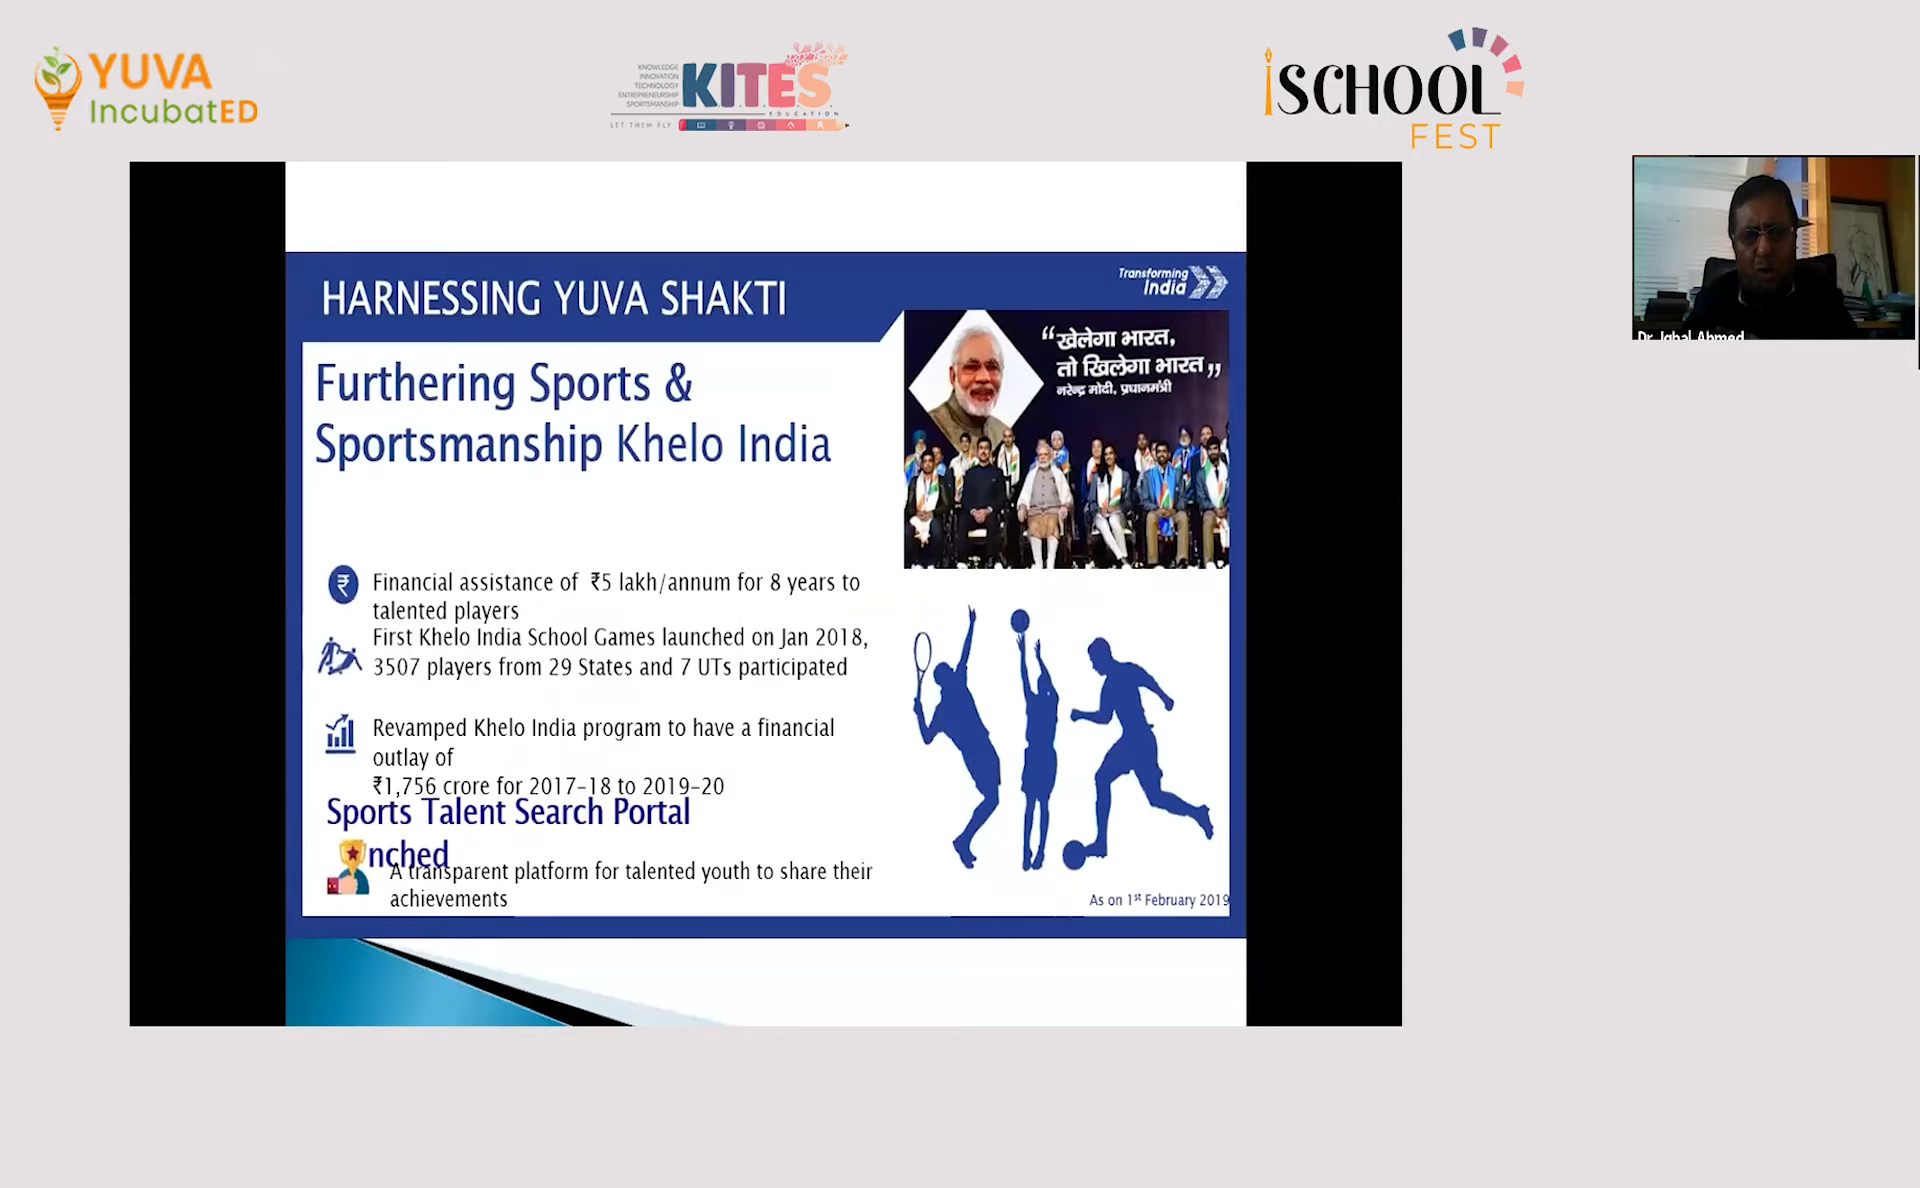 YUVA
IncubatED
KNOWLEDGE
INNOVATION
TECHNOLOGY
ENTREPRENEURSHIP
SPORTSMANSHIP
K.I.T.E.S
EDUCATION
LET THEM FLY
iSCHOOL
FEST
HARNESSING YUVA SHAKTI
Transforming
India
Furthering Sports &
Sportsmanship Khelo India
“खेलेगा भारत,
तो खिलेगा भारत”
नरेन्द्र मोदी, प्रधानमंत्री
Financial assistance of ₹5 lakh/annum for 8 years to
talented players
First Khelo India School Games launched on Jan 2018,
3507 players from 29 States and 7 UTs participated
Revamped Khelo India program to have a financial
outlay of
₹1,756 crore for 2017-18 to 2019-20
Sports Talent Search Portal
nched
A transparent platform for talented youth to share their
achievements
As on 1st February 2019
Dr. Iqbal Ahmed